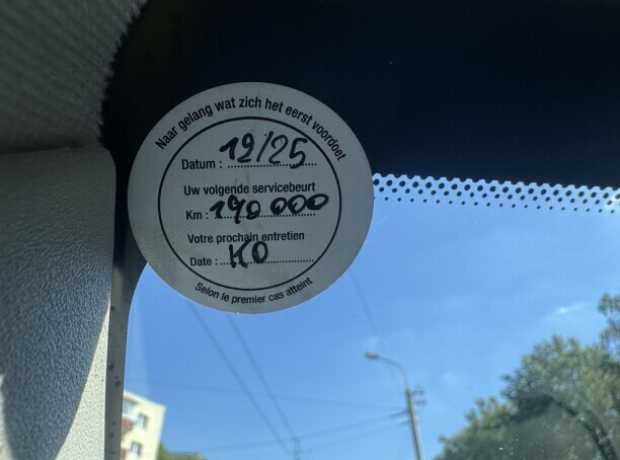 Naar gelang wat zich het eerst voordoet
Datum : 12/25
Uw volgende servicebeurt
Km : 190 000
Votre prochain entretien
Date : KO
Selon le premier cas atteint